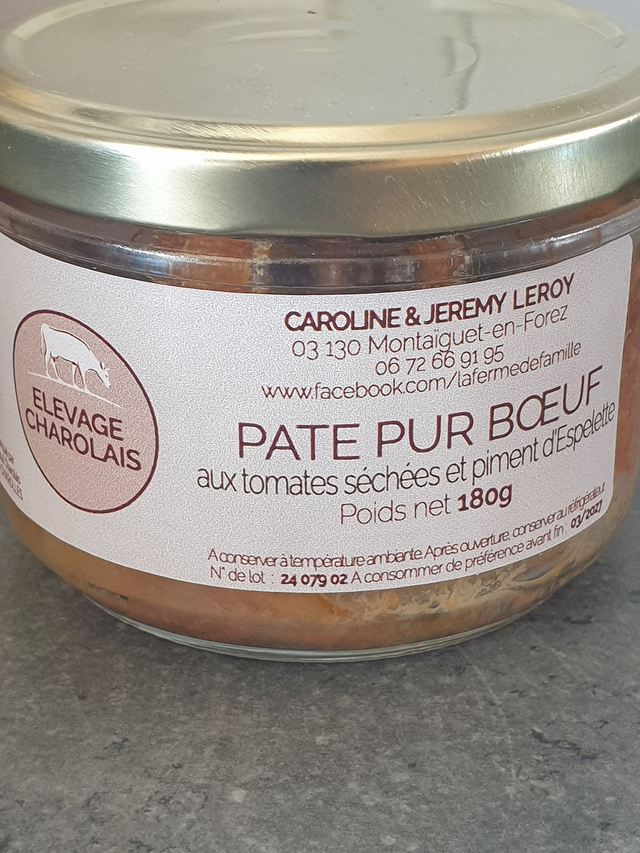 CAROLINE & JEREMY LEROY
03 130 Montaïguet-en-Forez
06 72 66 91 95
www.facebook.com/lafermedefamille
ELEVAGE
CHAROLAIS
PATE PUR BŒUF
aux tomates séchées et piment d'Espelette
Poids net 180g
A conserver à température ambiante. Après ouverture, conserver au réfrigérateur
N° de lot : 24 079 02 A consommer de préférence avant fin : 03/2027